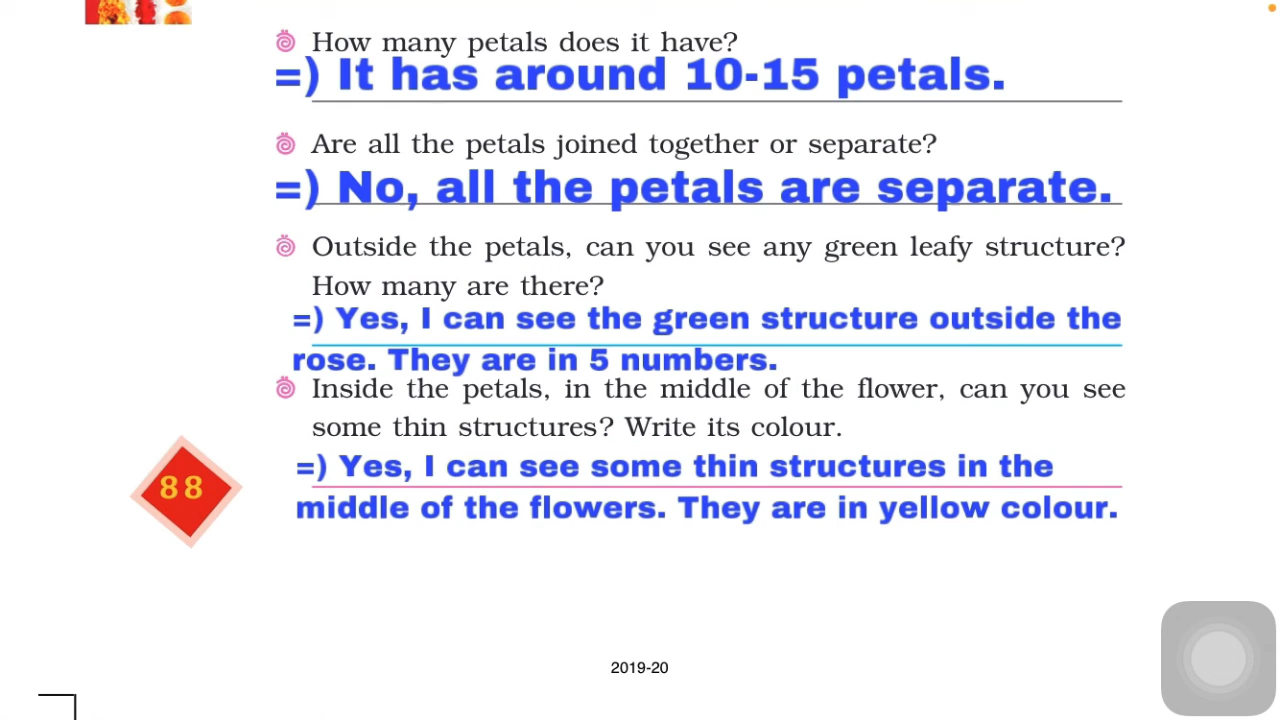 How many petals does it have?
=) It has around 10-15 petals.
Are all the petals joined together or separate?
=) No, all the petals are separate.
Outside the petals, can you see any green leafy structure?
How many are there?
=) Yes, I can see the green structure outside the
rose. They are in 5 numbers.
Inside the petals, in the middle of the flower, can you see
some thin structures? Write its colour.
=) Yes, I can see some thin structures in the
88
middle of the flowers. They are in yellow colour.
2019-20